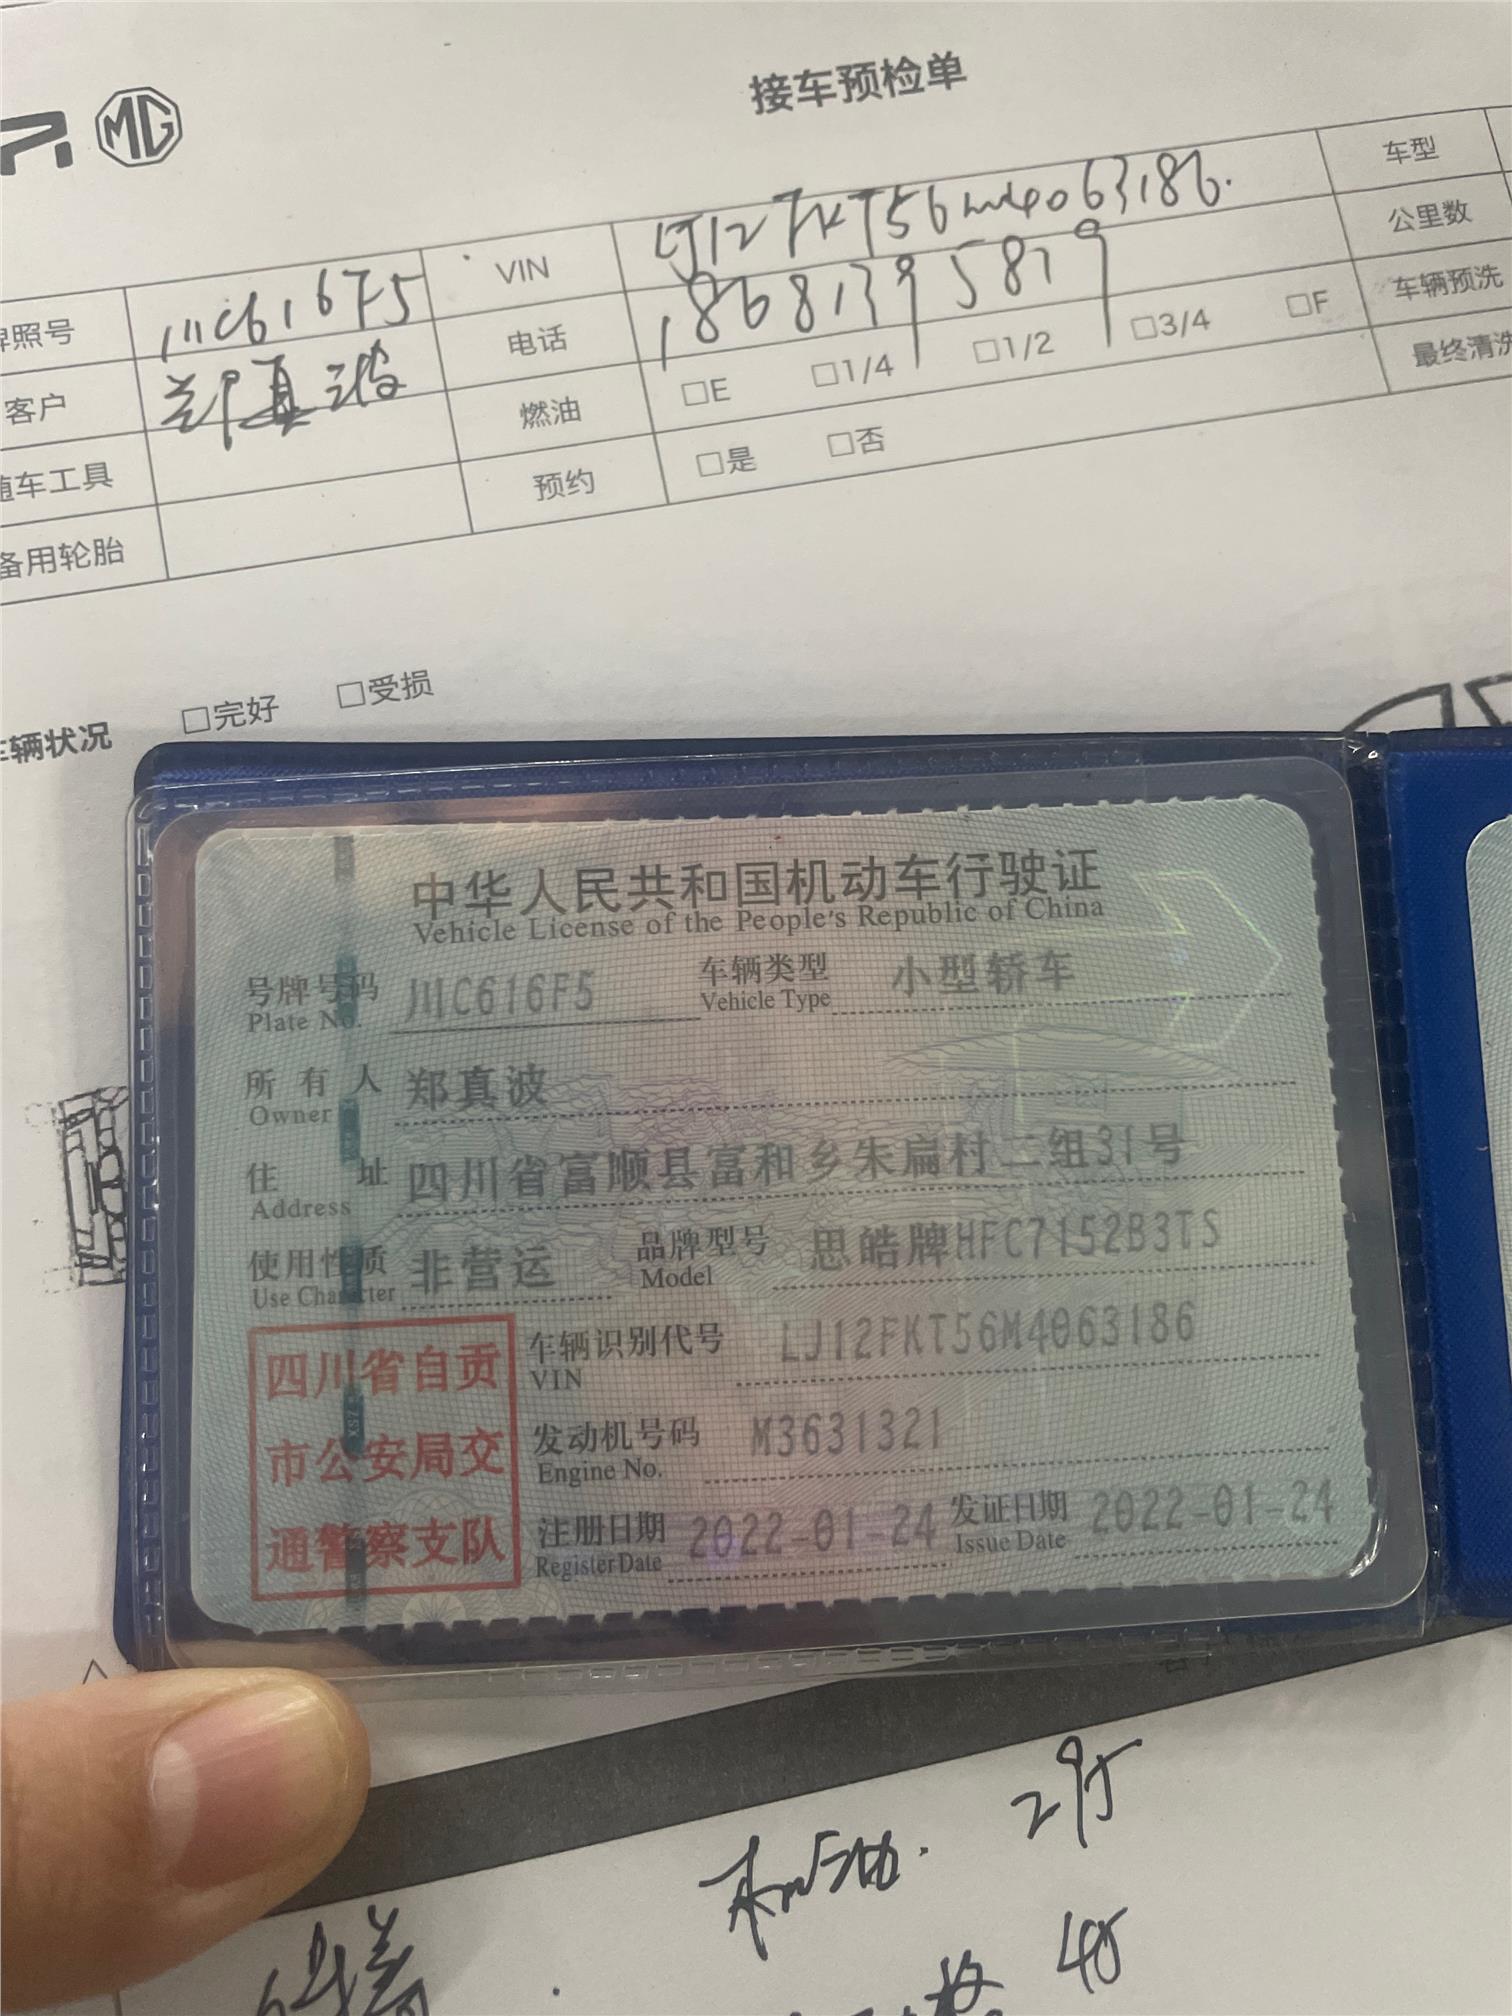 MG
接车预检单
车型
VIN LJ12FKT56M4063186.
公里数
牌照号 川C616F5
电话 18681395879
车辆预洗
客户 郑真波
燃油 □E □1/4 □1/2 □3/4 □F
最终清洗
随车工具
预约 □是 □否
备用轮胎
车辆状况 □完好 □受损
中华人民共和国机动车行驶证
Vehicle License of the People's Republic of China
号牌号码 川C616F5 车辆类型 小型轿车
Plate No. Vehicle Type
所有人 郑真波
Owner
住址 四川省富顺县富和乡朱扁村二组31号
Address
使用性质 非营运 品牌型号 思皓牌HFC7152B3TS
Use Character Model
四川省自贡
市公安局交
通警察支队
车辆识别代号 LJ12FKT56M4063186
VIN
发动机号码 M3631321
Engine No.
注册日期 2022-01-24 发证日期 2022-01-24
Register Date Issue Date
机油.